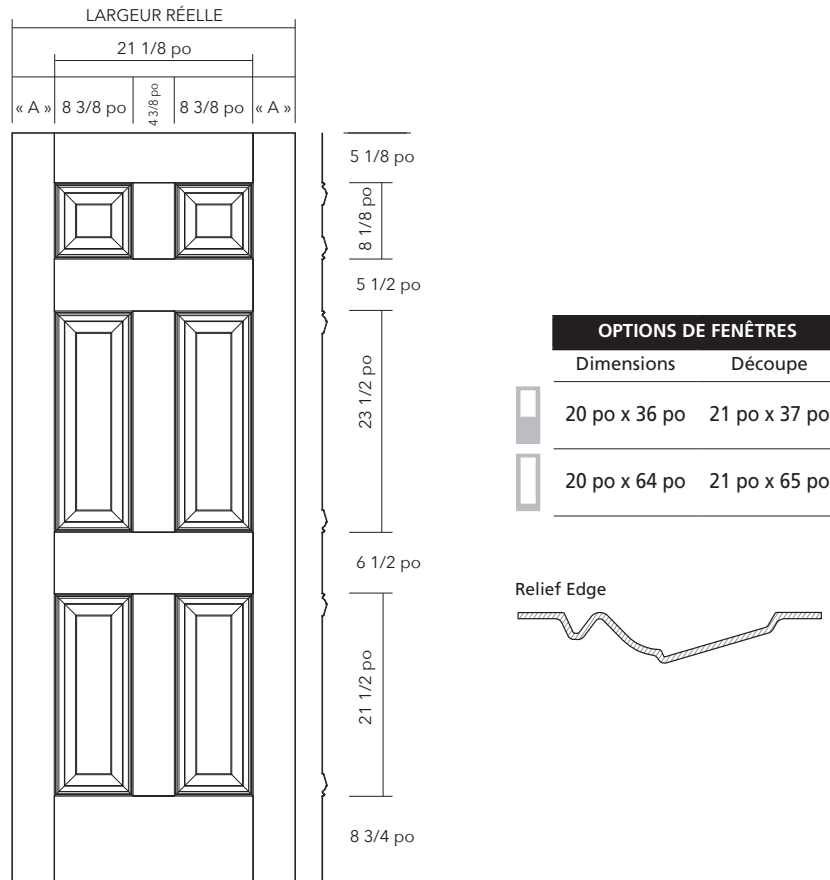 LARGEUR RÉELLE
21 1/8 po
« A » 8 3/8 po 4 3/8 po 8 3/8 po « A »
5 1/8 po
8 1/8 po
5 1/2 po
23 1/2 po
6 1/2 po
21 1/2 po
8 3/4 po
OPTIONS DE FENÊTRES
Dimensions Découpe
20 po x 36 po 21 po x 37 po
20 po x 64 po 21 po x 65 po
Relief Edge